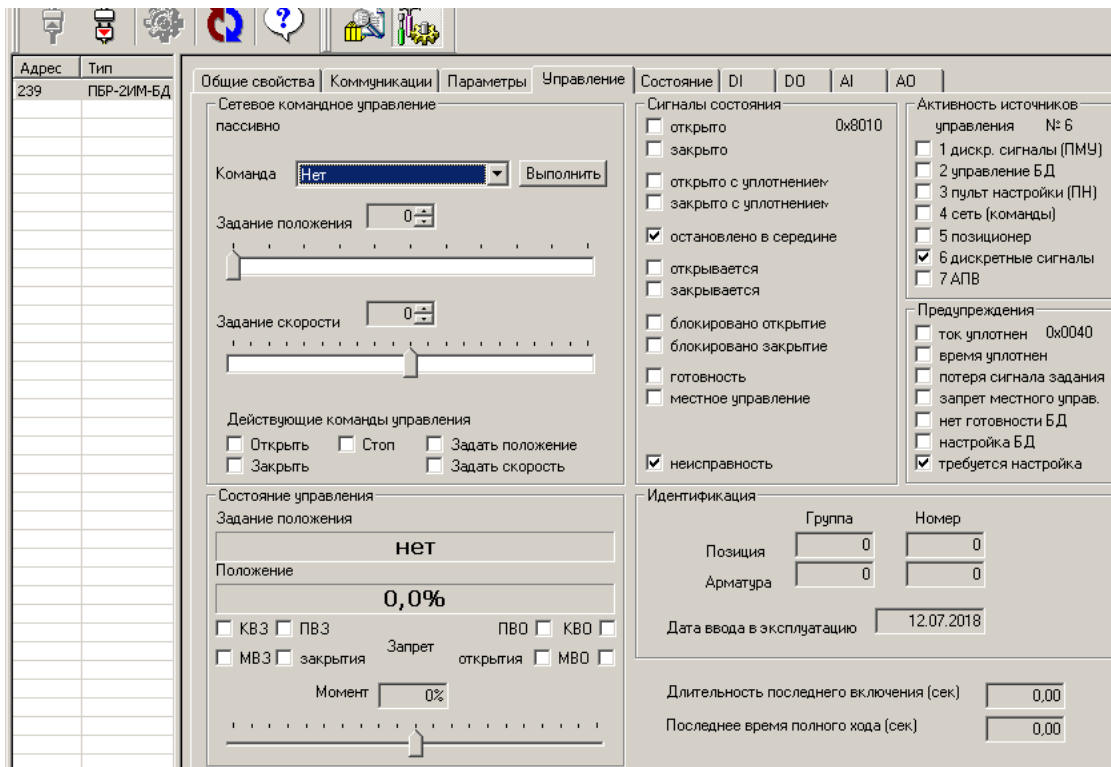 Адрес Тип
239 ПБР-2ИМ-БД
Общие свойства Коммуникации Параметры Управление Состояние DI DO AI AO
Сетевое командное управление
пассивно
Команда Нет Выполнить
Задание положения 0
Задание скорости 0
Действующие команды управления
Открыть Стоп Задать положение
Закрыть Задать скорость
Сигналы состояния
открыто 0x8010
закрыто
открыто с уплотнением
закрыто с уплотнением
остановлено в середине
открывается
закрывается
блокировано открытие
блокировано закрытие
готовность
местное управление
неисправность
Активность источников
управления № 6
1 дискр. сигналы (ПМУ)
2 управление БД
3 пульт настройки (ПН)
4 сеть (команды)
5 позиционер
6 дискретные сигналы
7 АПВ
Предупреждения
ток уплотнен 0x0040
время уплотнен
потеря сигнала задания
запрет местного управ.
нет готовности БД
настройка БД
требуется настройка
Состояние управления
Задание положения
нет
Положение
0,0%
КВЗ ПВЗ ПВО КВО
Запрет
МВЗ закрытия открытия МВО
Момент 0%
Идентификация
Группа Номер
Позиция 0 0
Арматура 0 0
Дата ввода в эксплуатацию 12.07.2018
Длительность последнего включения (сек) 0,00
Последнее время полного хода (сек) 0,00